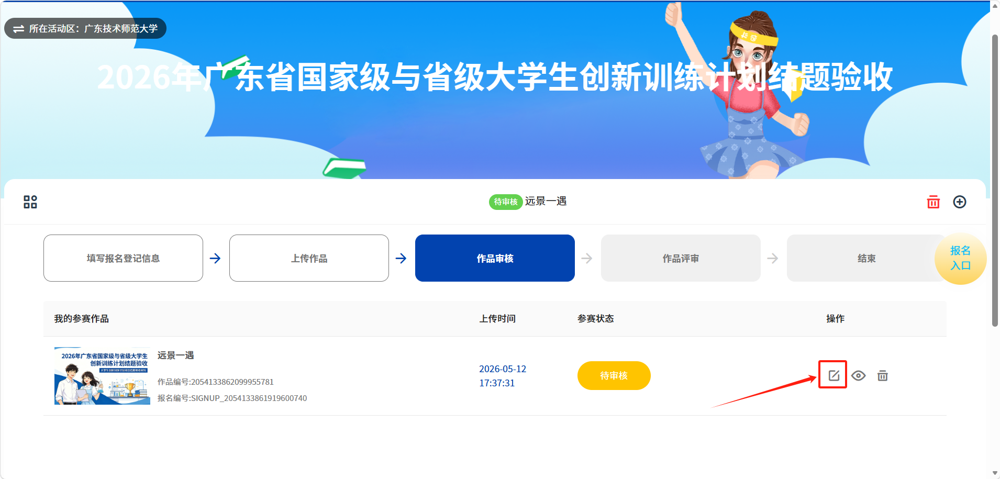 所在活动区：广东技术师范大学
2026年广东省国家级与省级大学生创新训练计划结题验收
待审核 远景一遇
填写报名登记信息
上传作品
作品审核
作品评审
结束
报名
入口
我的参赛作品 上传时间 参赛状态 操作
2026年广东省国家级与省级大学生
创新训练计划结题验收
远景一遇
作品编号:2054133862099955781
报名编号:SIGNUP_2054133861919600740
2026-05-12
17:37:31
待审核